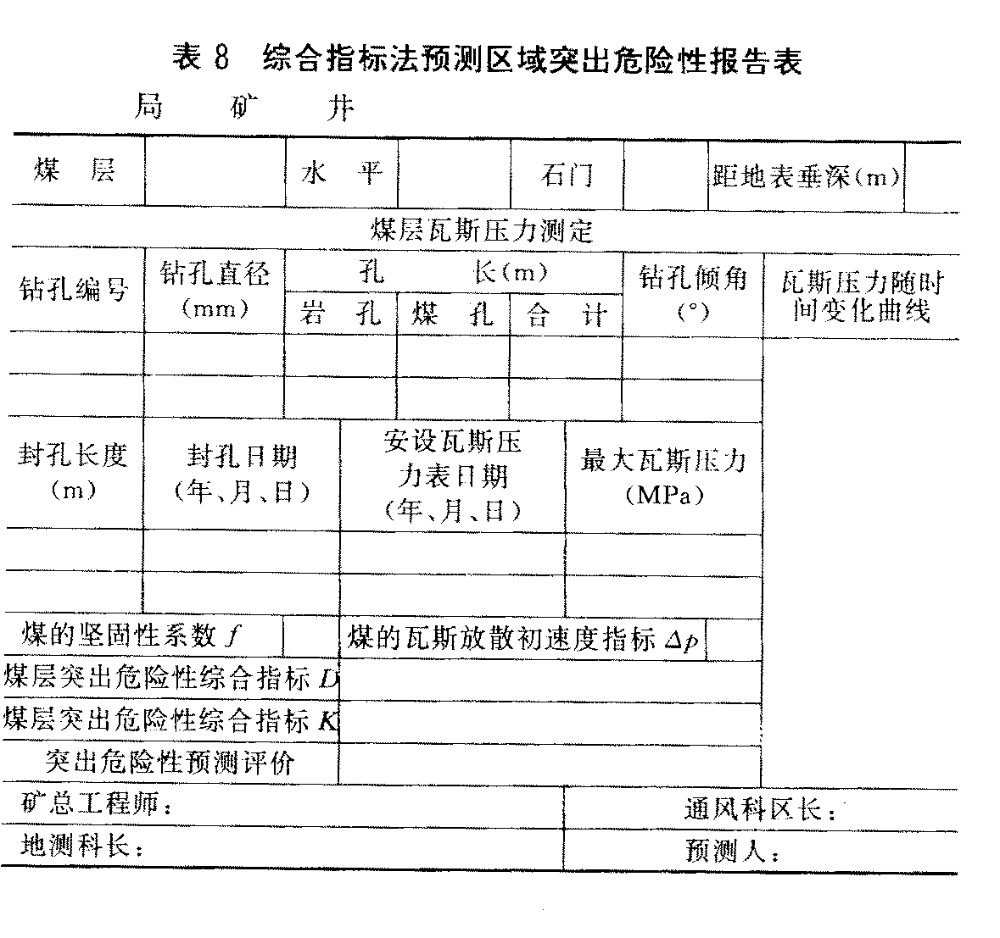 表 8 综合指标法预测区域突出危险性报告表
局 矿 井
煤 层 水 平 石门 距地表垂深(m)
煤层瓦斯压力测定
钻孔编号
钻孔直径
(mm)
孔 长(m)
岩 孔 煤 孔 合 计
钻孔倾角
(°)
瓦斯压力随时
间变化曲线
封孔长度
(m)
封孔日期
(年、月、日)
安设瓦斯压
力表日期
(年、月、日)
最大瓦斯压力
(MPa)
煤的坚固性系数 f 煤的瓦斯放散初速度指标 Δp
煤层突出危险性综合指标 D
煤层突出危险性综合指标 K
突出危险性预测评价
矿总工程师: 通风科区长:
地测科长: 预测人: